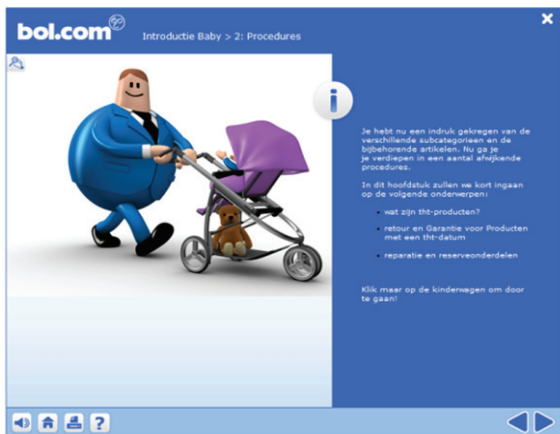 bol.com
Introductie Baby > 2: Procedures
i
Je hebt nu een indruk gekregen van de
verschillende subcategorieen en de
bijbehorende artikelen. Nu ga je
je verdiepen in een aantal afwijkende
procedures.
In dit hoofdstuk zullen we kort ingaan
op de volgende onderwerpen:
• wat zijn tht-producten?
• retour en Garantie voor Producten
met een tht-datum
• reparatie en reserveonderdelen
Klik maar op de kinderwagen om door
te gaan!
?